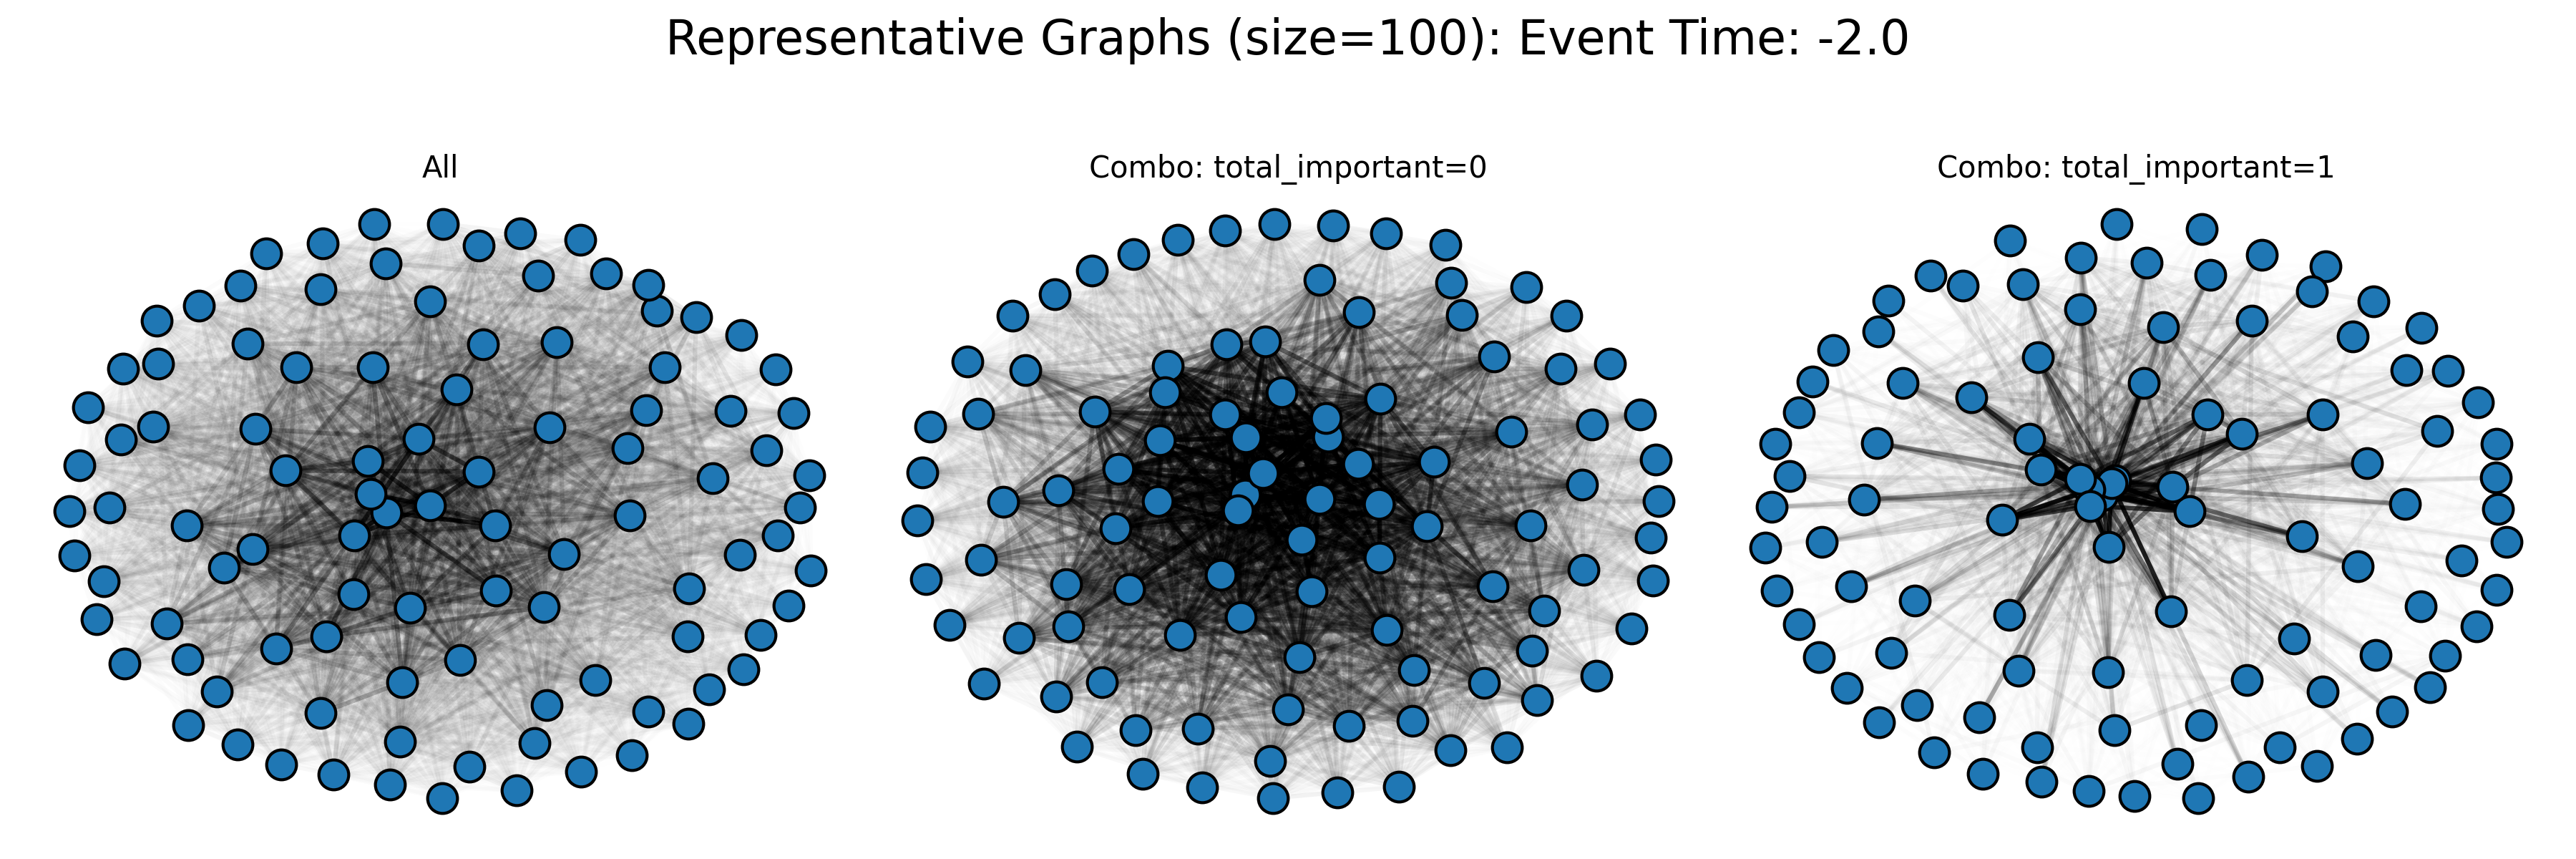 Representative Graphs (size=100): Event Time: -2.0
All
Combo: total_important=0
Combo: total_important=1